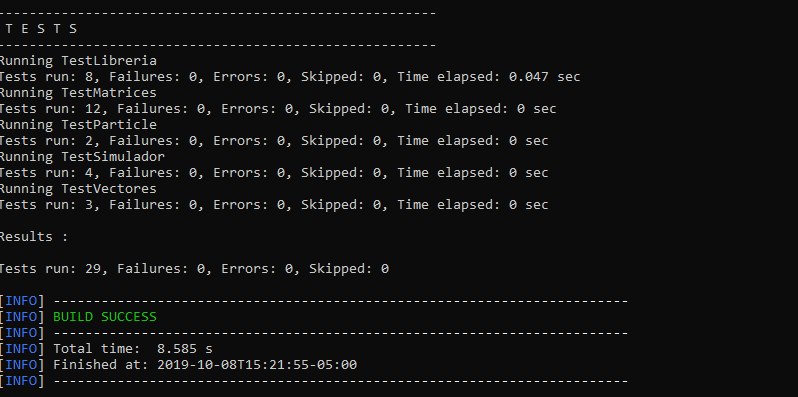 -------------------------------------------------------
 T E S T S
-------------------------------------------------------
Running TestLibreria
Tests run: 8, Failures: 0, Errors: 0, Skipped: 0, Time elapsed: 0.047 sec
Running TestMatrices
Tests run: 12, Failures: 0, Errors: 0, Skipped: 0, Time elapsed: 0 sec
Running TestParticle
Tests run: 2, Failures: 0, Errors: 0, Skipped: 0, Time elapsed: 0 sec
Running TestSimulador
Tests run: 4, Failures: 0, Errors: 0, Skipped: 0, Time elapsed: 0 sec
Running TestVectores
Tests run: 3, Failures: 0, Errors: 0, Skipped: 0, Time elapsed: 0 sec
Results :
Tests run: 29, Failures: 0, Errors: 0, Skipped: 0
[INFO] ------------------------------------------------------------------------
[INFO] BUILD SUCCESS
[INFO] ------------------------------------------------------------------------
[INFO] Total time:  8.585 s
[INFO] Finished at: 2019-10-08T15:21:55-05:00
[INFO] ------------------------------------------------------------------------